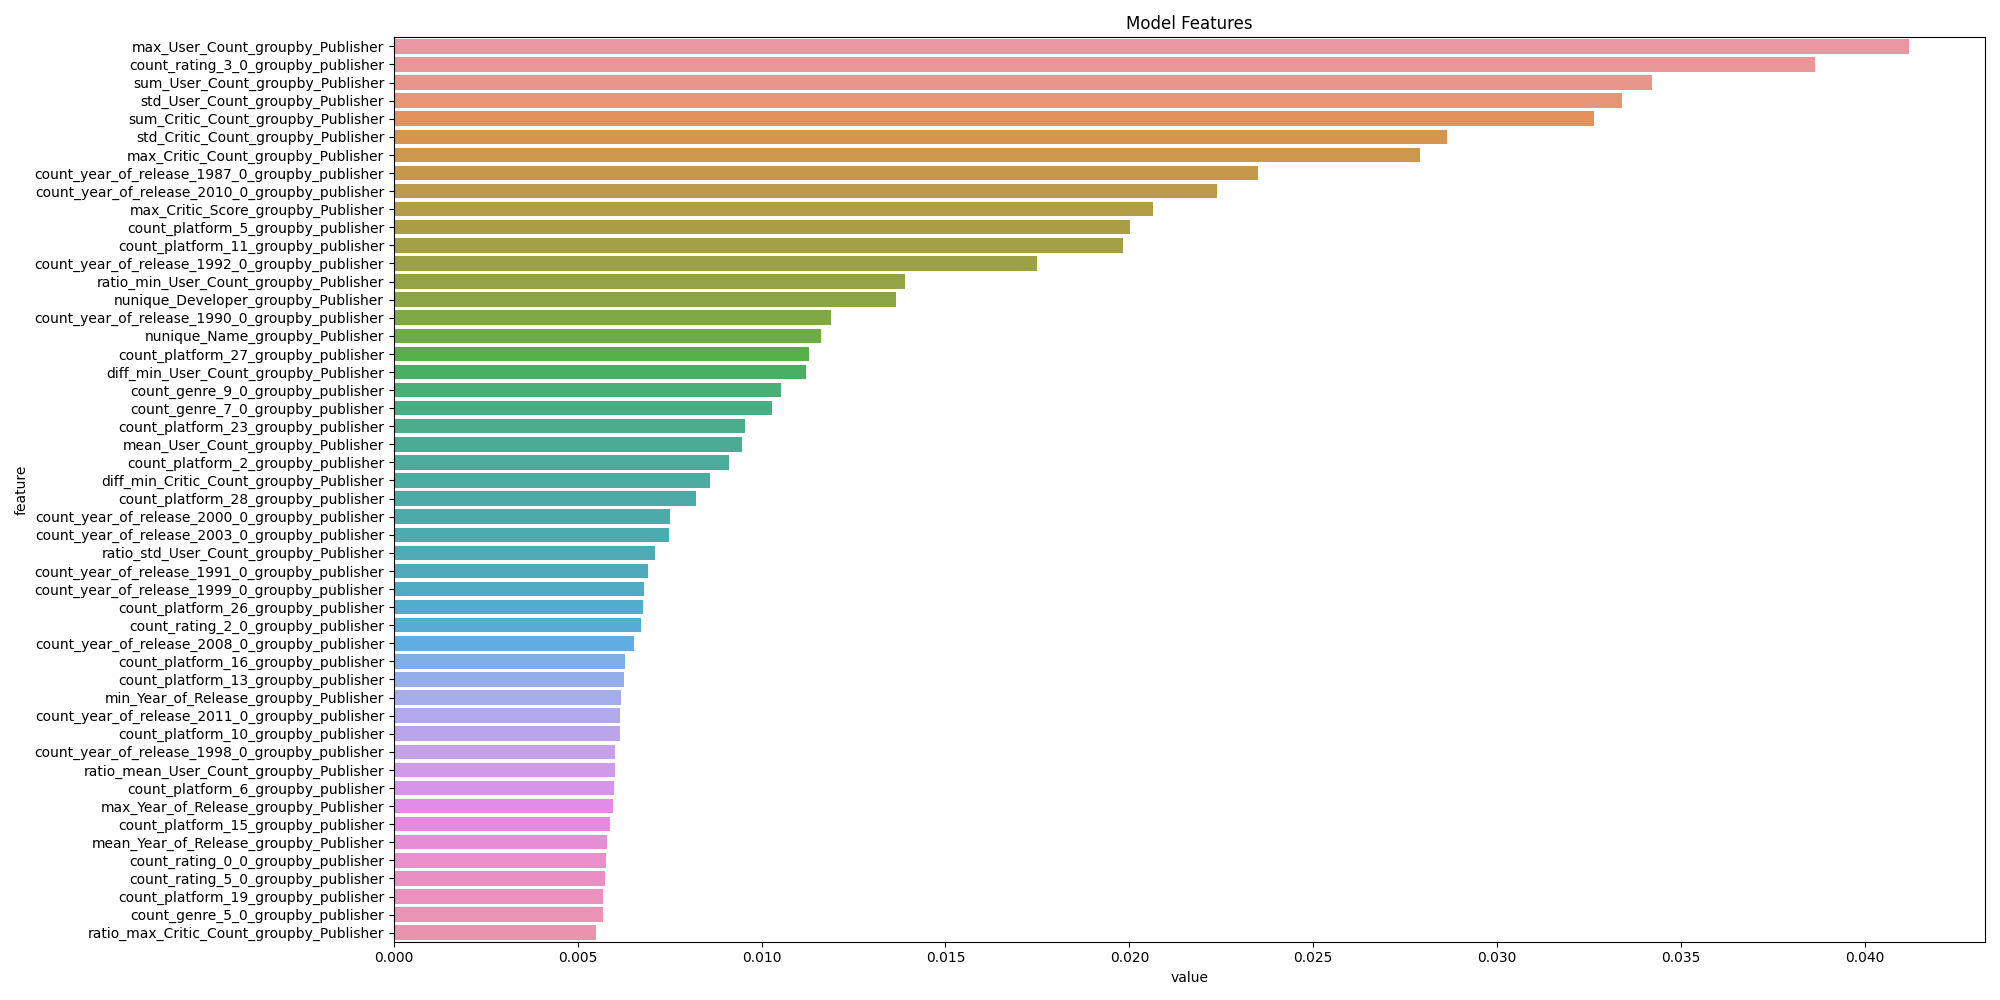 Model Features
max_User_Count_groupby_Publisher
count_rating_3_0_groupby_publisher
sum_User_Count_groupby_Publisher
std_User_Count_groupby_Publisher
sum_Critic_Count_groupby_Publisher
std_Critic_Count_groupby_Publisher
max_Critic_Count_groupby_Publisher
count_year_of_release_1987_0_groupby_publisher
count_year_of_release_2010_0_groupby_publisher
max_Critic_Score_groupby_Publisher
count_platform_5_groupby_publisher
count_platform_11_groupby_publisher
count_year_of_release_1992_0_groupby_publisher
ratio_min_User_Count_groupby_Publisher
nunique_Developer_groupby_Publisher
count_year_of_release_1990_0_groupby_publisher
nunique_Name_groupby_Publisher
count_platform_27_groupby_publisher
diff_min_User_Count_groupby_Publisher
count_genre_9_0_groupby_publisher
count_genre_7_0_groupby_publisher
count_platform_23_groupby_publisher
mean_User_Count_groupby_Publisher
count_platform_2_groupby_publisher
diff_min_Critic_Count_groupby_Publisher
count_platform_28_groupby_publisher
count_year_of_release_2000_0_groupby_publisher
count_year_of_release_2003_0_groupby_publisher
ratio_std_User_Count_groupby_Publisher
count_year_of_release_1991_0_groupby_publisher
count_year_of_release_1999_0_groupby_publisher
count_platform_26_groupby_publisher
count_rating_2_0_groupby_publisher
count_year_of_release_2008_0_groupby_publisher
count_platform_16_groupby_publisher
count_platform_13_groupby_publisher
min_Year_of_Release_groupby_Publisher
count_year_of_release_2011_0_groupby_publisher
count_platform_10_groupby_publisher
count_year_of_release_1998_0_groupby_publisher
ratio_mean_User_Count_groupby_Publisher
count_platform_6_groupby_publisher
max_Year_of_Release_groupby_Publisher
count_platform_15_groupby_publisher
mean_Year_of_Release_groupby_Publisher
count_rating_0_0_groupby_publisher
count_rating_5_0_groupby_publisher
count_platform_19_groupby_publisher
count_genre_5_0_groupby_publisher
ratio_max_Critic_Count_groupby_Publisher
feature
0.000 0.005 0.010 0.015 0.020 0.025 0.030 0.035 0.040
value